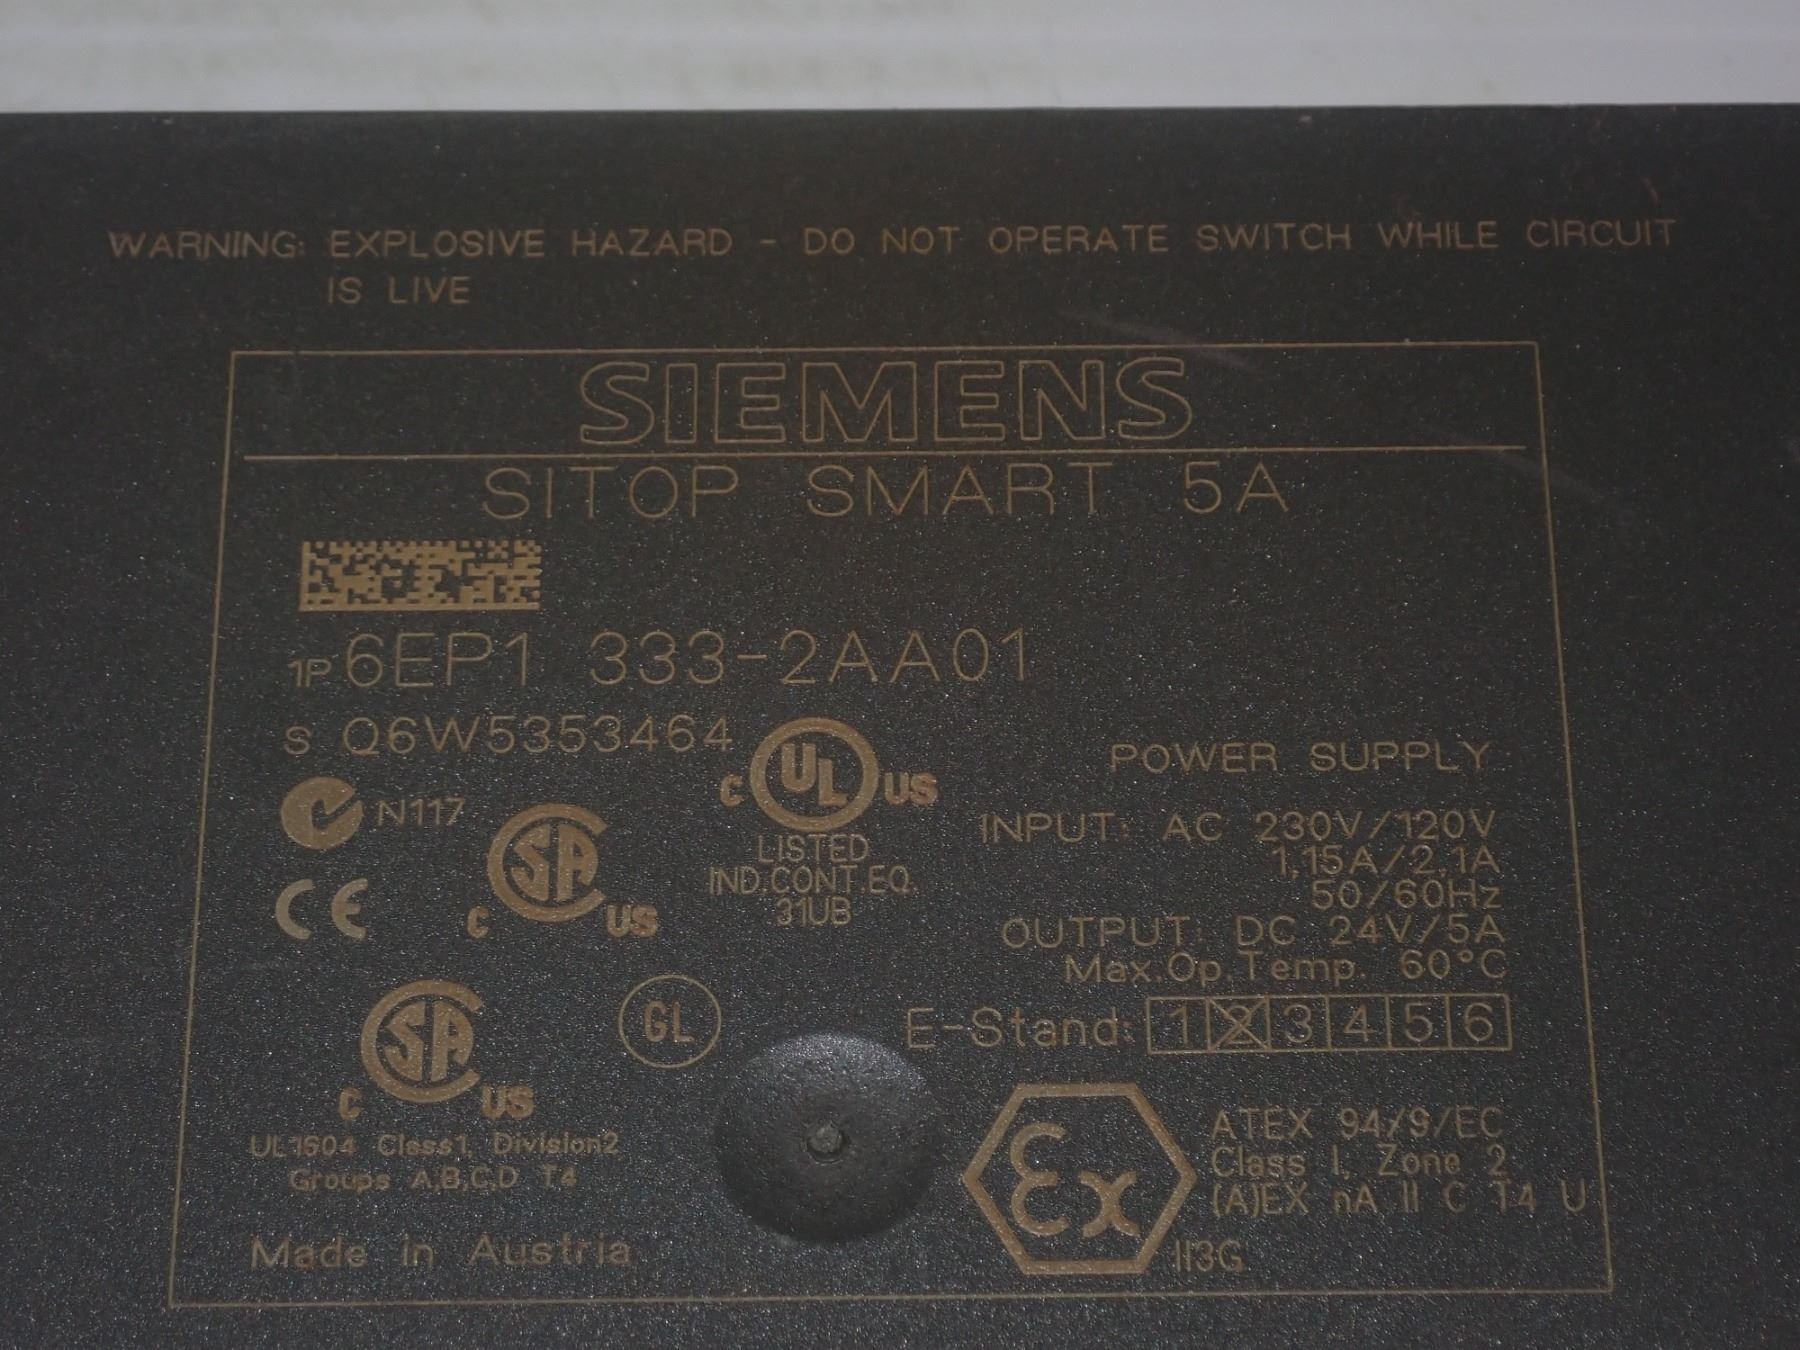 WARNING: EXPLOSIVE HAZARD - DO NOT OPERATE SWITCH WHILE CIRCUIT
IS LIVE
SIEMENS
SITOP SMART 5A
1P 6EP1 333-2AA01
S Q6W5353464
N117
CE
C SA US
C UL US
LISTED
IND.CONT.EQ.
31UB
POWER SUPPLY
INPUT: AC 230V/120V
1,15A/2,1A
50/60Hz
OUTPUT: DC 24V/5A
Max.Op.Temp. 60°C
E-Stand: 1 2 3 4 5 6
C SA US
UL1604 Class1, Division2
Groups A,B,C,D T4
GL
Made in Austria
Ex
II3G
ATEX 94/9/EC
Class I, Zone 2
(A)EX nA II C T4 U